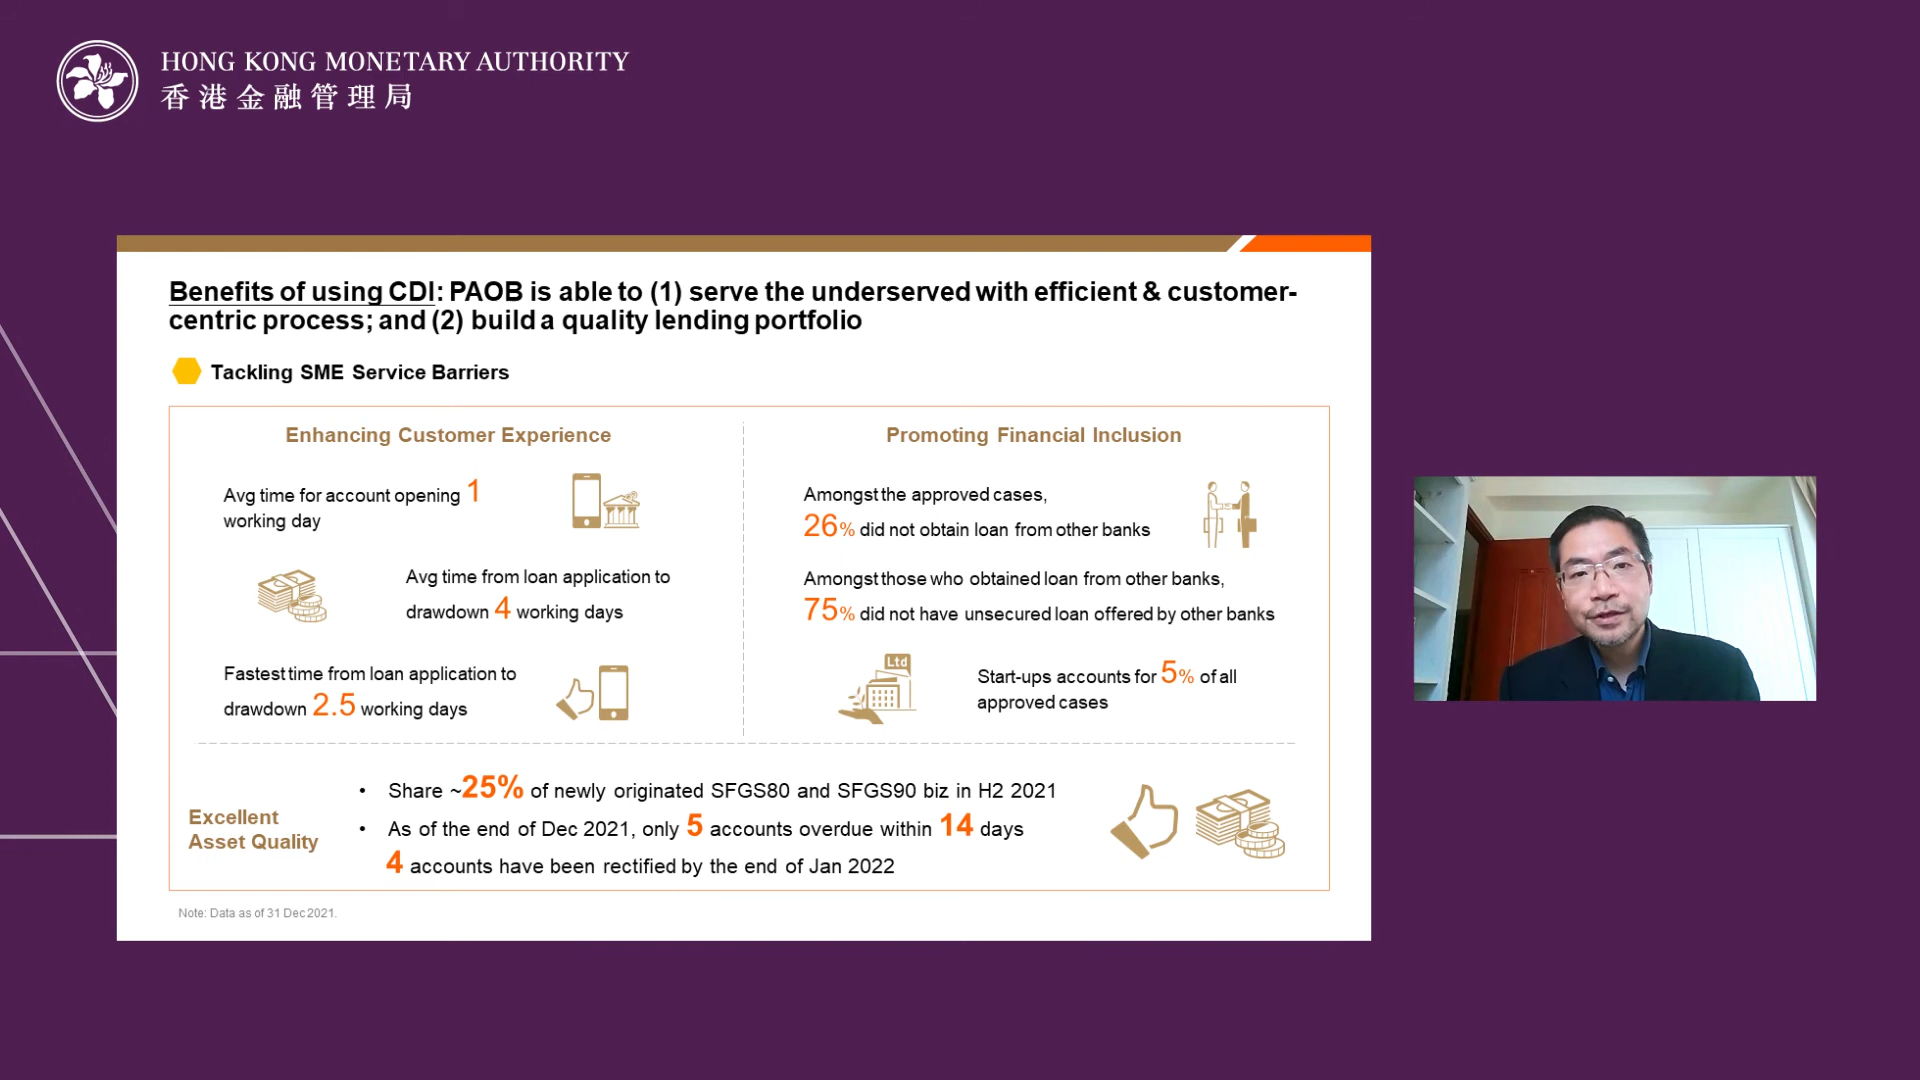 HONG KONG MONETARY AUTHORITY
香港金融管理局
Benefits of using CDI: PAOB is able to (1) serve the underserved with efficient & customer-
centric process; and (2) build a quality lending portfolio
Tackling SME Service Barriers
Enhancing Customer Experience
Avg time for account opening 1
working day
Avg time from loan application to
drawdown 4 working days
Fastest time from loan application to
drawdown 2.5 working days
Promoting Financial Inclusion
Amongst the approved cases,
26% did not obtain loan from other banks
Amongst those who obtained loan from other banks,
75% did not have unsecured loan offered by other banks
Ltd
Start-ups accounts for 5% of all
approved cases
Excellent
Asset Quality
• Share ~25% of newly originated SFGS80 and SFGS90 biz in H2 2021
• As of the end of Dec 2021, only 5 accounts overdue within 14 days
4 accounts have been rectified by the end of Jan 2022
Note: Data as of 31 Dec 2021.